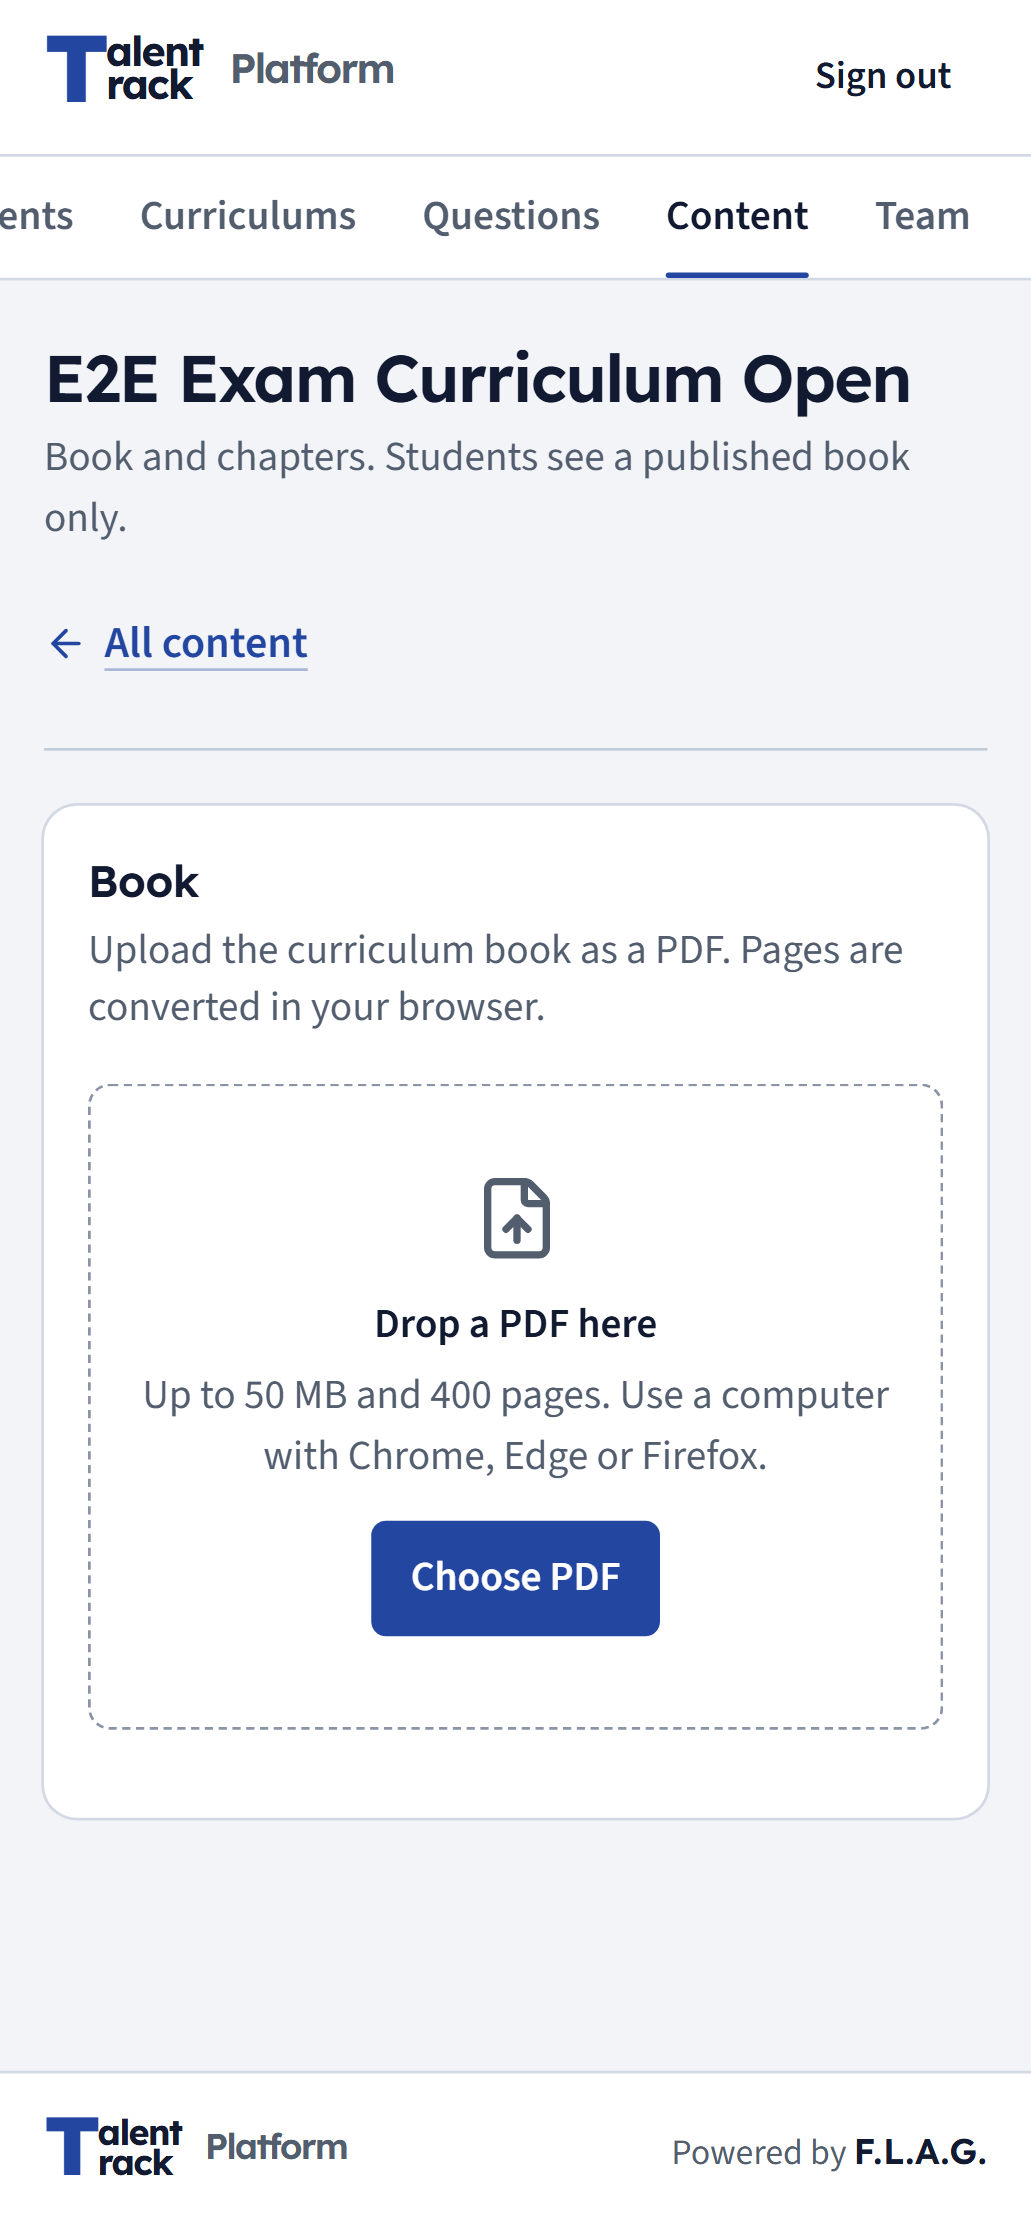 Talent
rack
Platform
Sign out
ents
Curriculums
Questions
Content
Team
E2E Exam Curriculum Open
Book and chapters. Students see a published book
only.
← All content
Book
Upload the curriculum book as a PDF. Pages are
converted in your browser.
Drop a PDF here
Up to 50 MB and 400 pages. Use a computer
with Chrome, Edge or Firefox.
Choose PDF
Talent
rack
Platform
Powered by F.L.A.G.